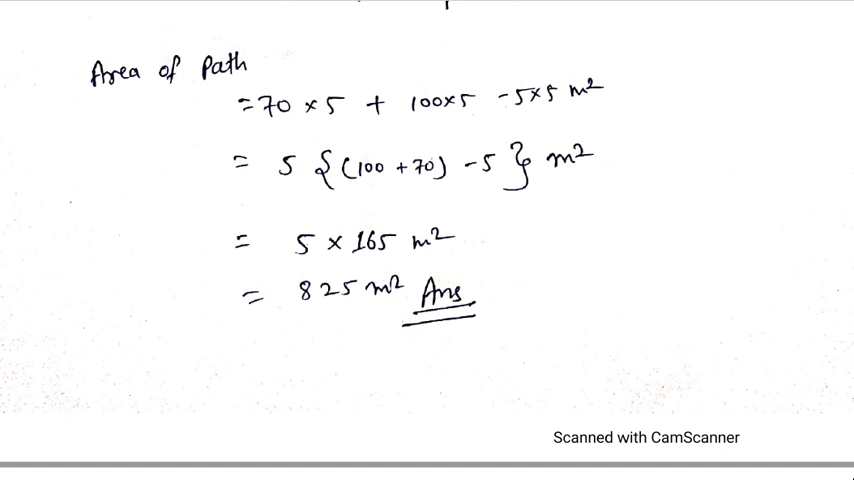 Area of Path
= 70 × 5 + 100×5 - 5×5 m²
= 5 {(100 + 70) - 5} m²
= 5 × 165 m²
= 825 m² Ans
Scanned with CamScanner